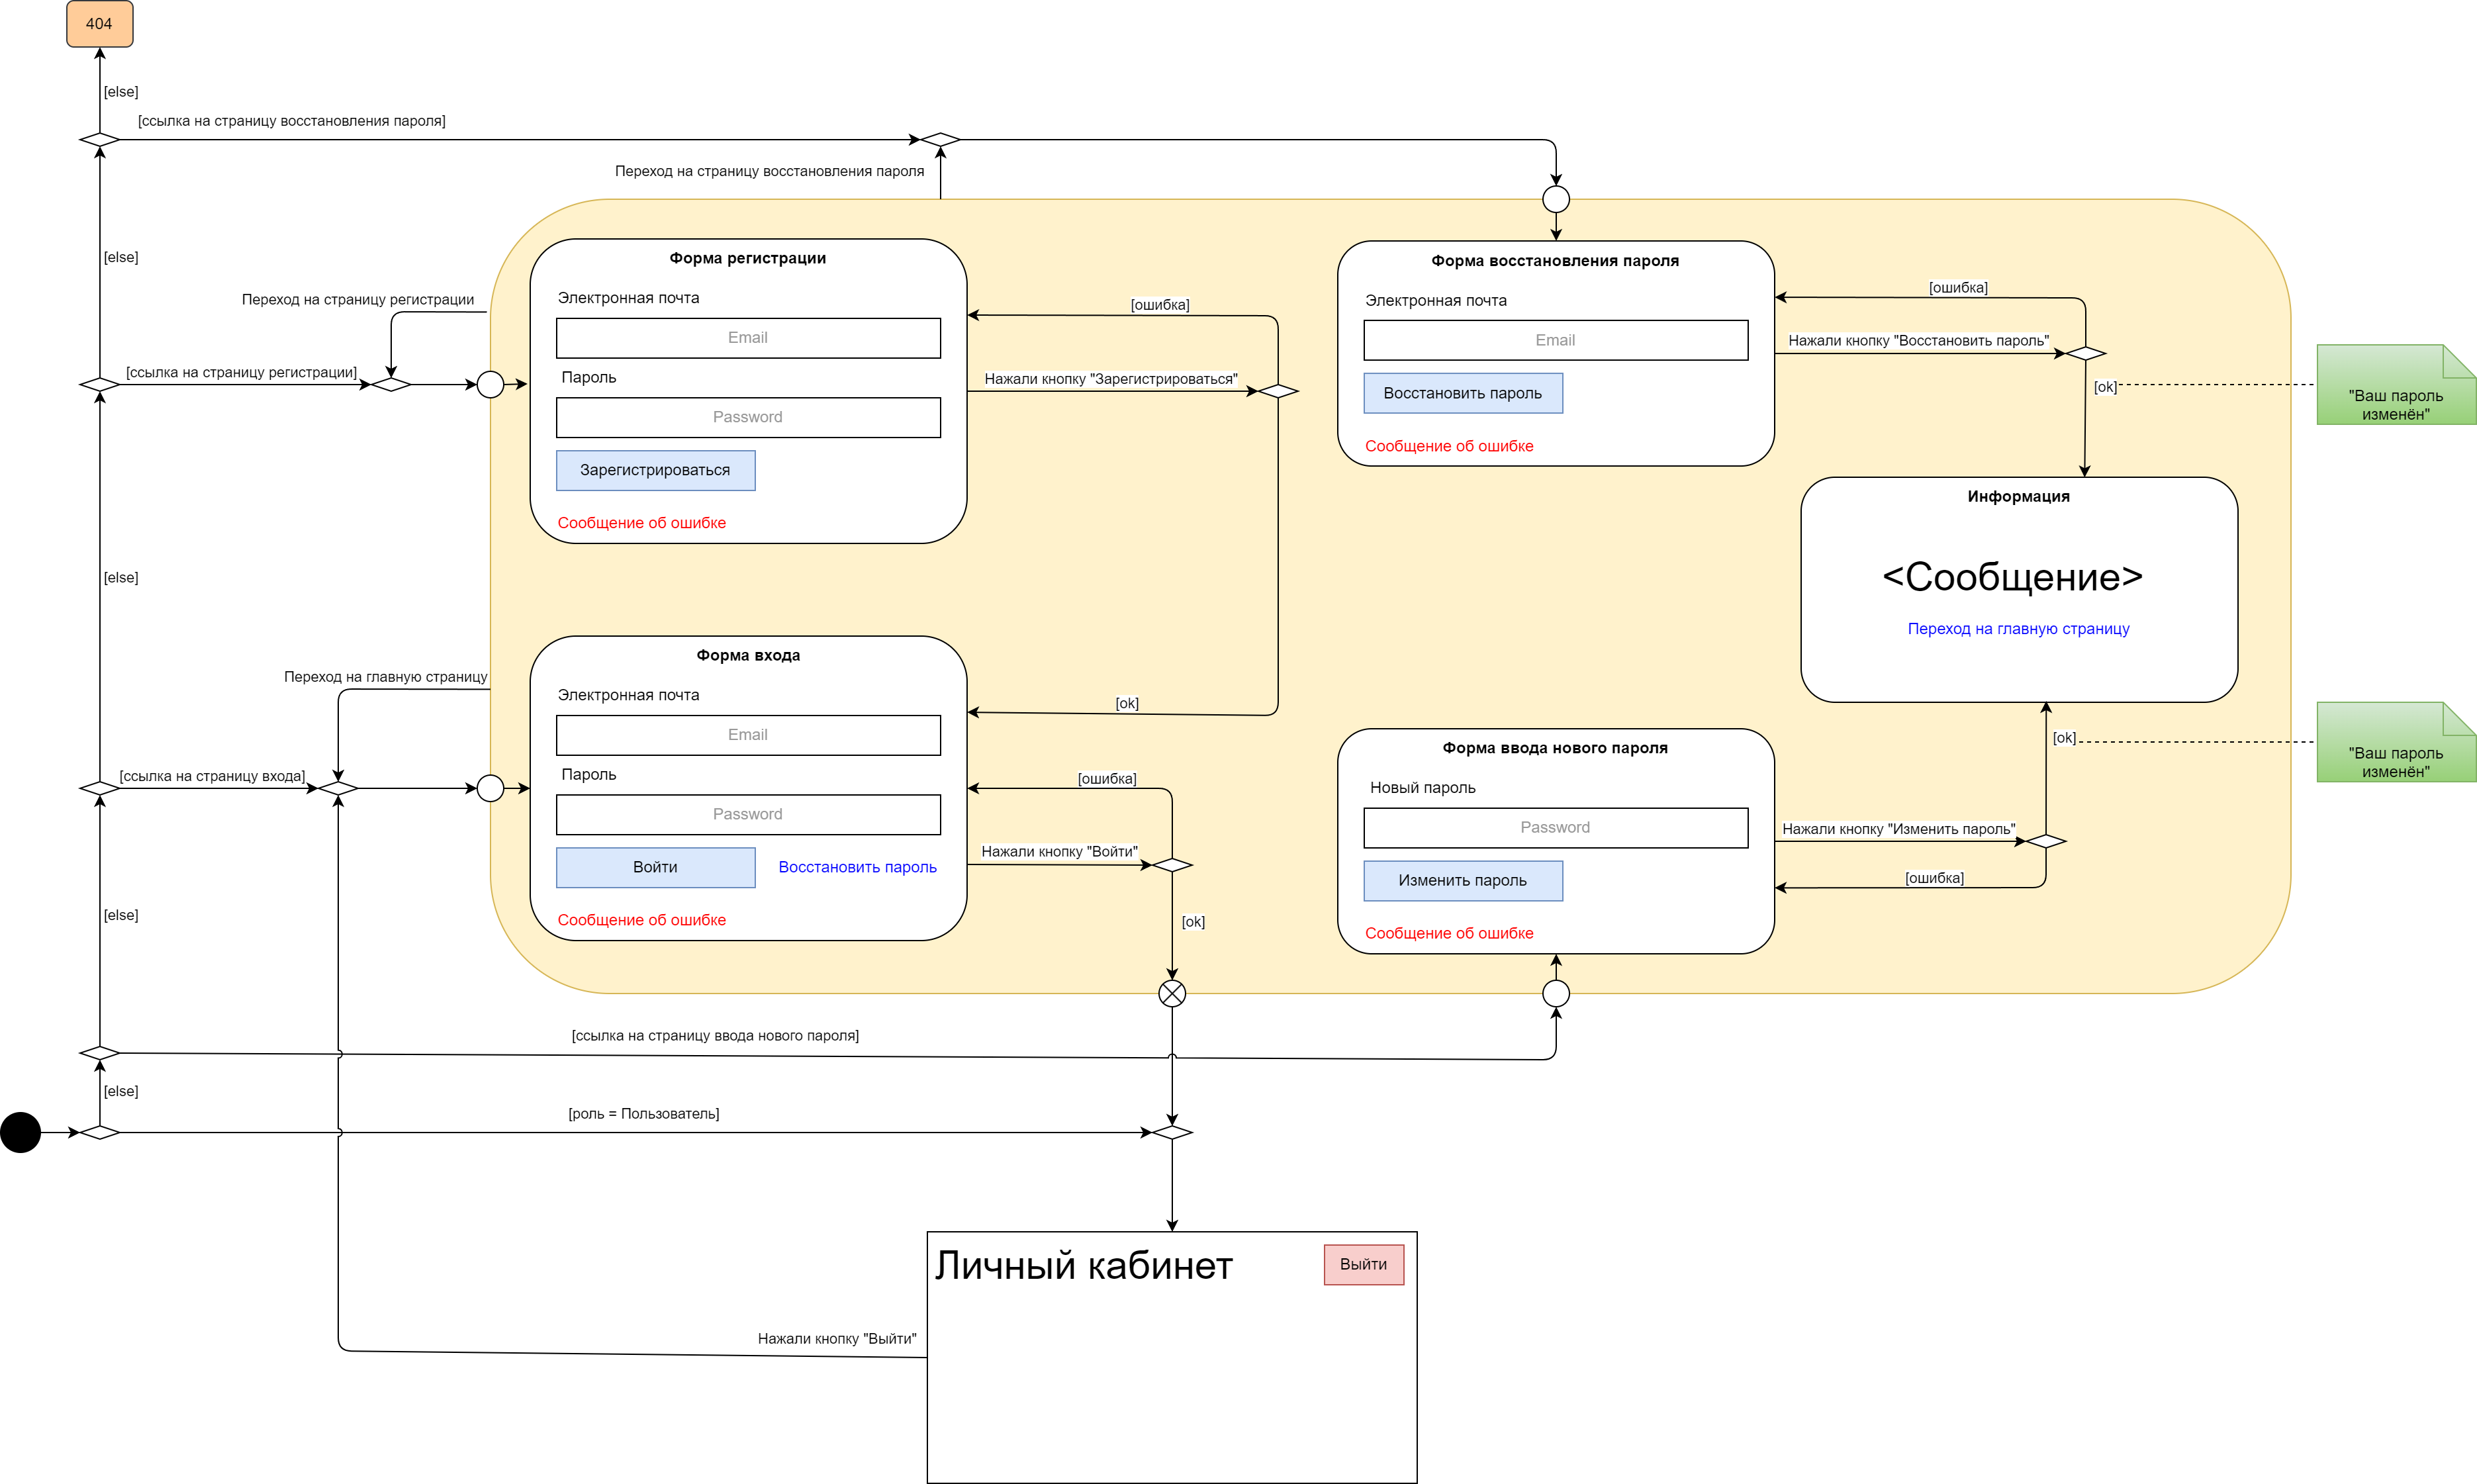 404
[else]
[ссылка на страницу восстановления пароля]
Переход на страницу восстановления пароля
[else]
Переход на страницу регистрации
[ссылка на страницу регистрации]
Форма регистрации
Электронная почта
Email
Пароль
Password
Зарегистрироваться
Сообщение об ошибке
[ошибка]
Нажали кнопку "Зарегистрироваться"
Форма восстановления пароля
Электронная почта
Email
Восстановить пароль
Сообщение об ошибке
[ошибка]
Нажали кнопку "Восстановить пароль"
[ok]
"Ваш пароль
изменён"
Информация
<Сообщение>
Переход на главную страницу
[else]
Переход на главную страницу
[ссылка на страницу входа]
Форма входа
Электронная почта
Email
Пароль
Password
Войти
Восстановить пароль
Сообщение об ошибке
[ok]
[ошибка]
Нажали кнопку "Войти"
[ok]
Форма ввода нового пароля
Новый пароль
Password
Изменить пароль
Сообщение об ошибке
[ok]
"Ваш пароль
изменён"
Нажали кнопку "Изменить пароль"
[ошибка]
[else]
[ссылка на страницу ввода нового пароля]
[else]
[роль = Пользователь]
Личный кабинет
Выйти
Нажали кнопку "Выйти"